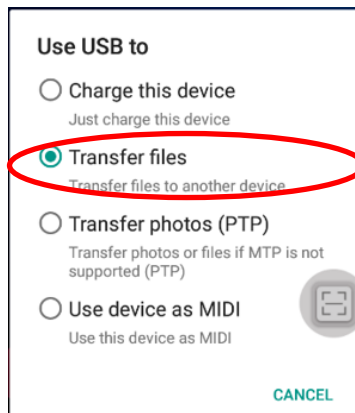 Use USB to
Charge this device
Just charge this device
Transfer files
Transfer files to another device
Transfer photos (PTP)
Transfer photos or files if MTP is not
supported (PTP)
Use device as MIDI
Use this device as MIDI
CANCEL